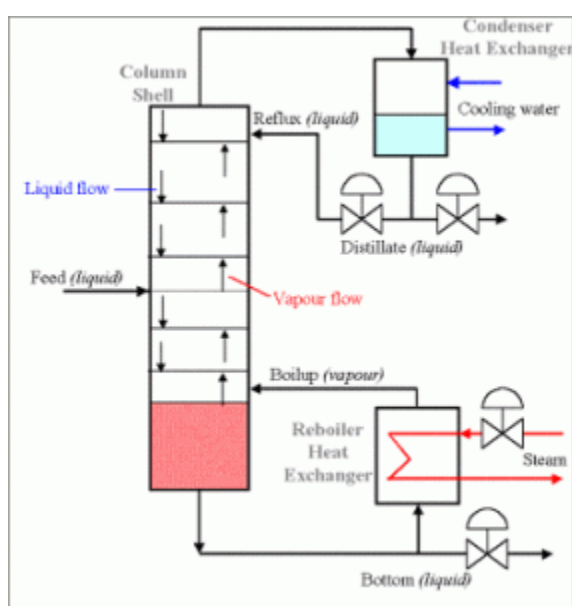 Condenser
Heat Exchanger
Column
Shell
Reflux (liquid)
Cooling water
Liquid flow
Distillate (liquid)
Feed (liquid)
Vapour flow
Boilup (vapour)
Reboiler
Heat
Exchanger
Steam
Bottom (liquid)